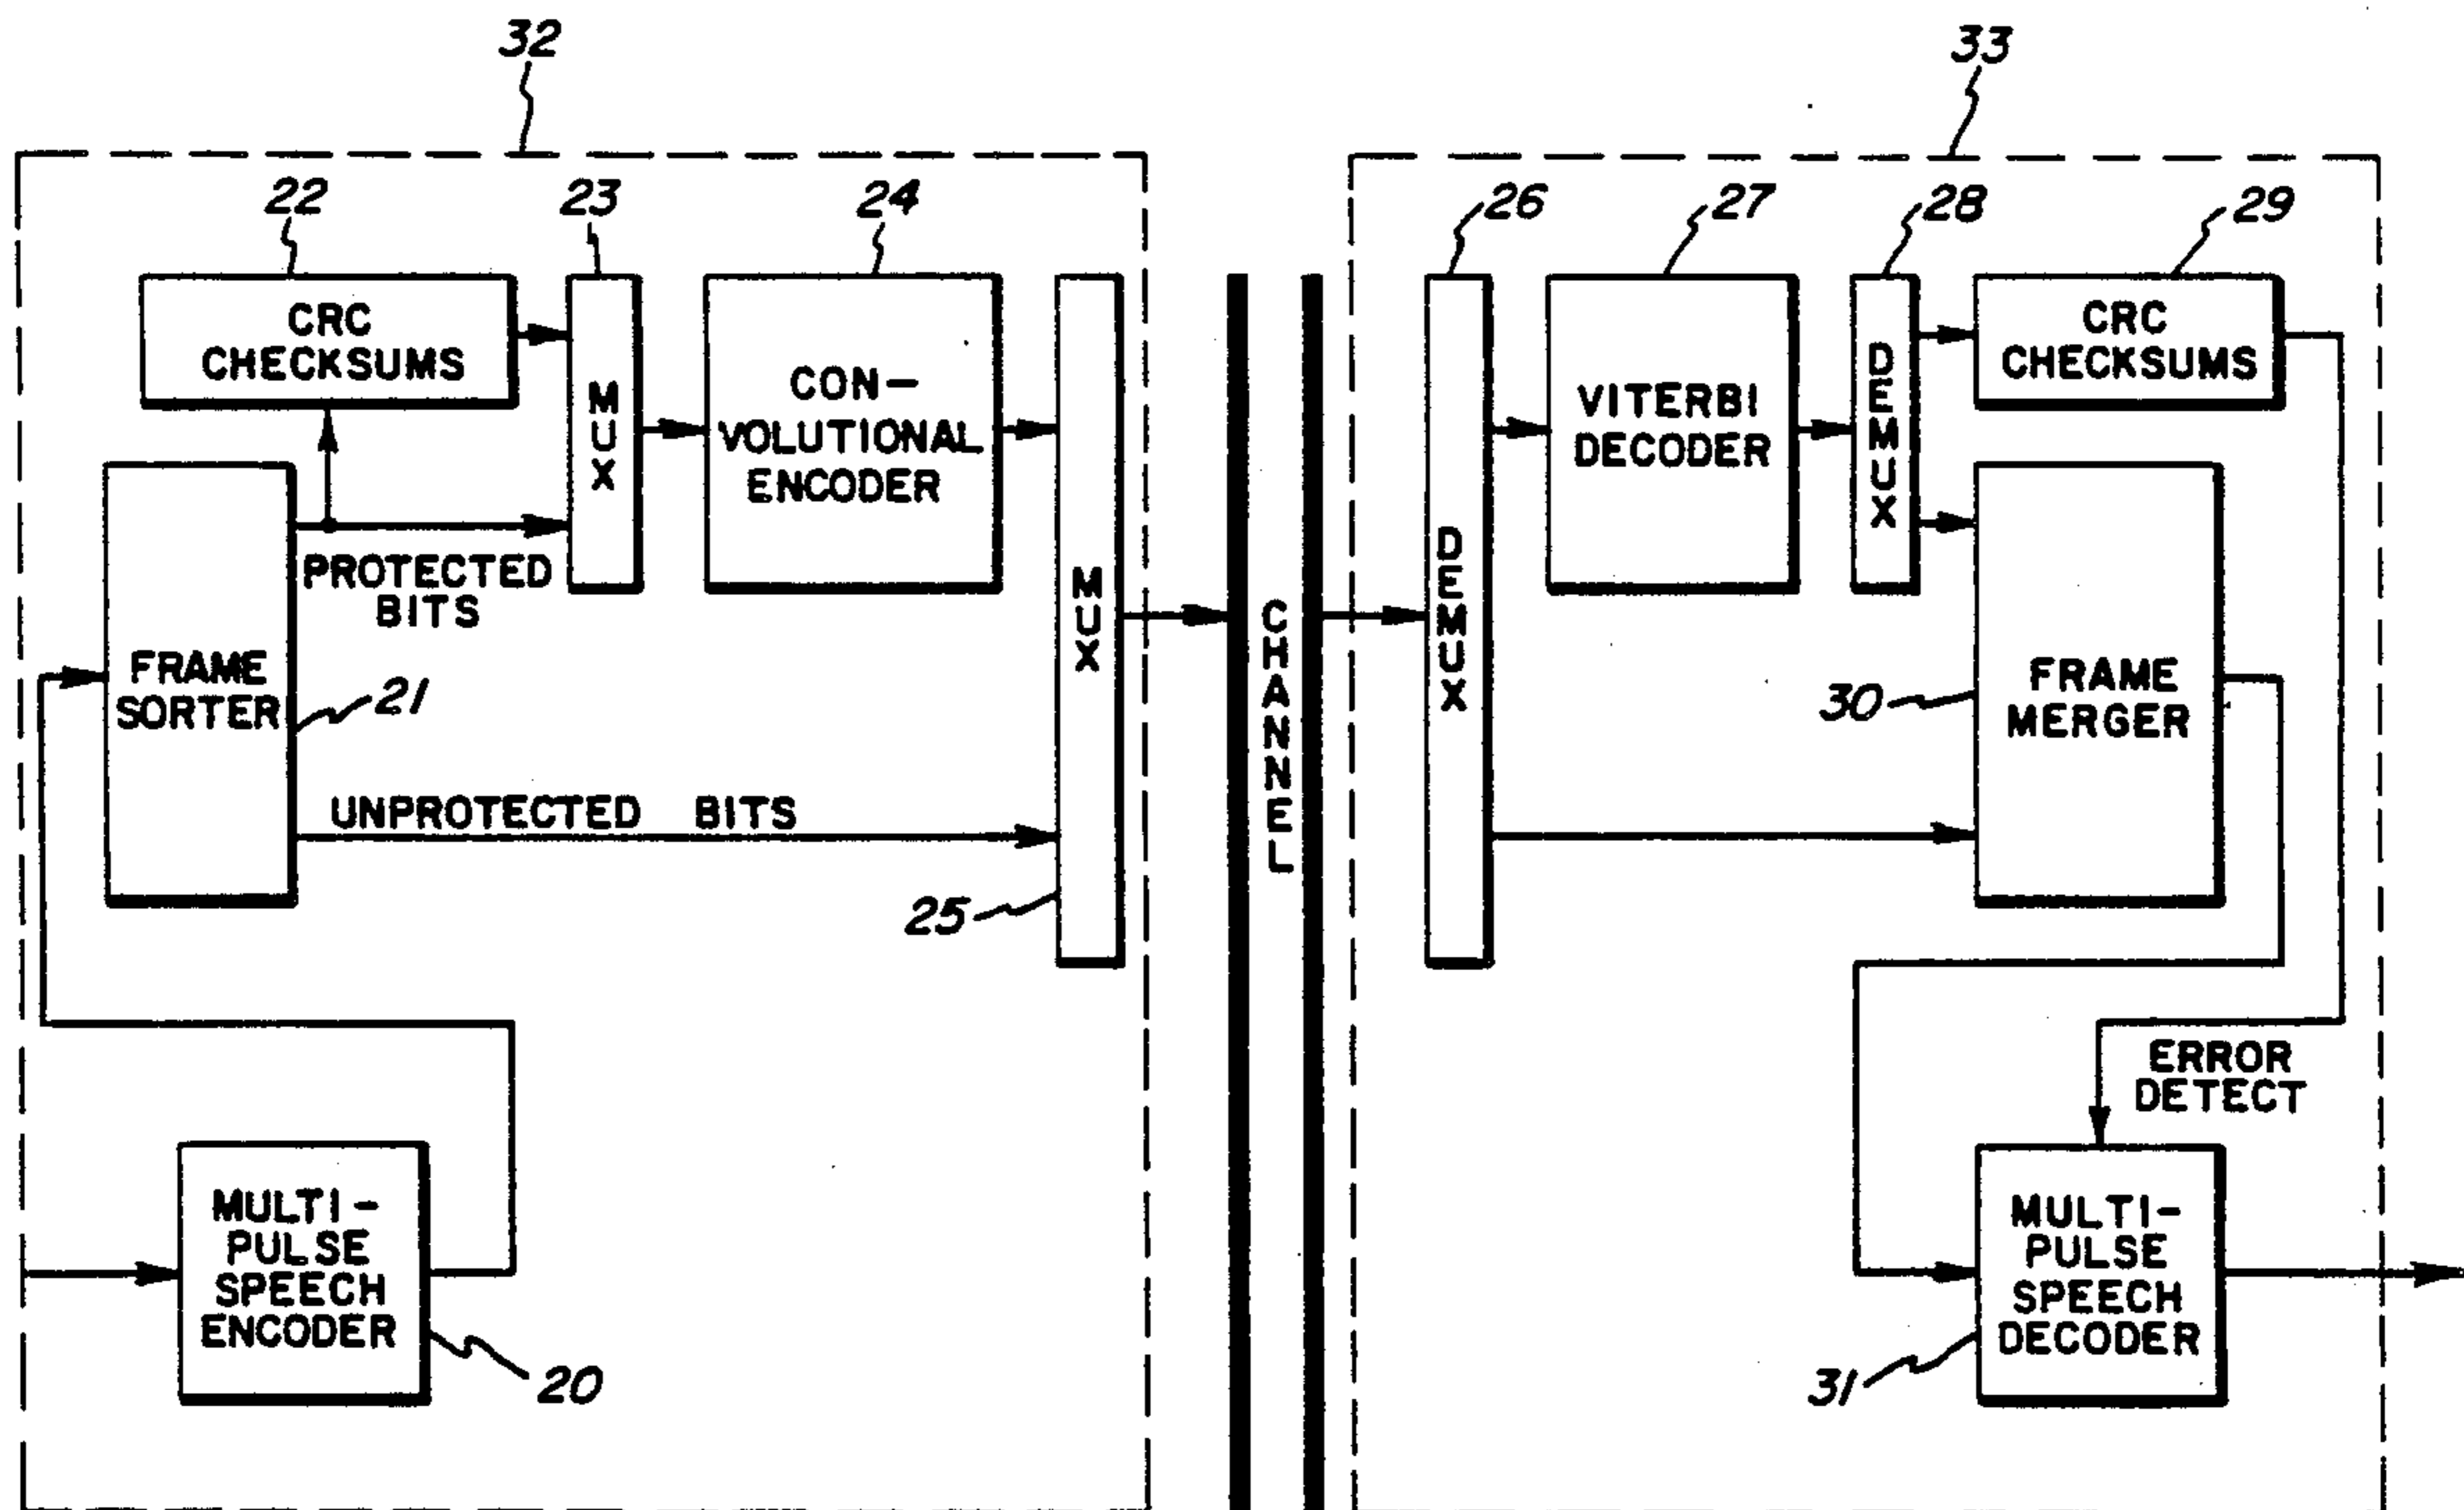 32
33
22
23
24
26
27
28
29
CRC
CHECKSUMS
MUX
CON-
VOLUTIONAL
ENCODER
MUX
CHANNEL
DEMUX
VITERBI
DECODER
DEMUX
CRC
CHECKSUMS
PROTECTED
BITS
FRAME
SORTER
21
UNPROTECTED BITS
25
30
FRAME
MERGER
ERROR
DETECT
MULTI-
PULSE
SPEECH
ENCODER
20
MULTI-
PULSE
SPEECH
DECODER
31